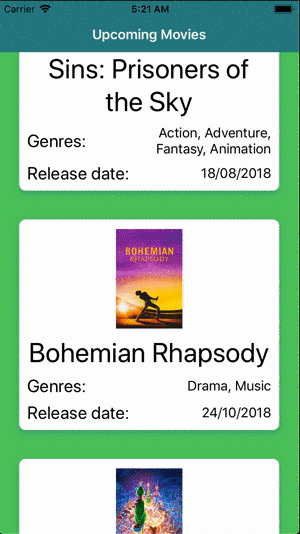 Carrier 5:21 AM
Upcoming Movies
Sins: Prisoners of
the Sky
Genres: Action, Adventure,
Fantasy, Animation
Release date: 18/08/2018
BOHEMIAN
RHAPSODY
Bohemian Rhapsody
Genres: Drama, Music
Release date: 24/10/2018